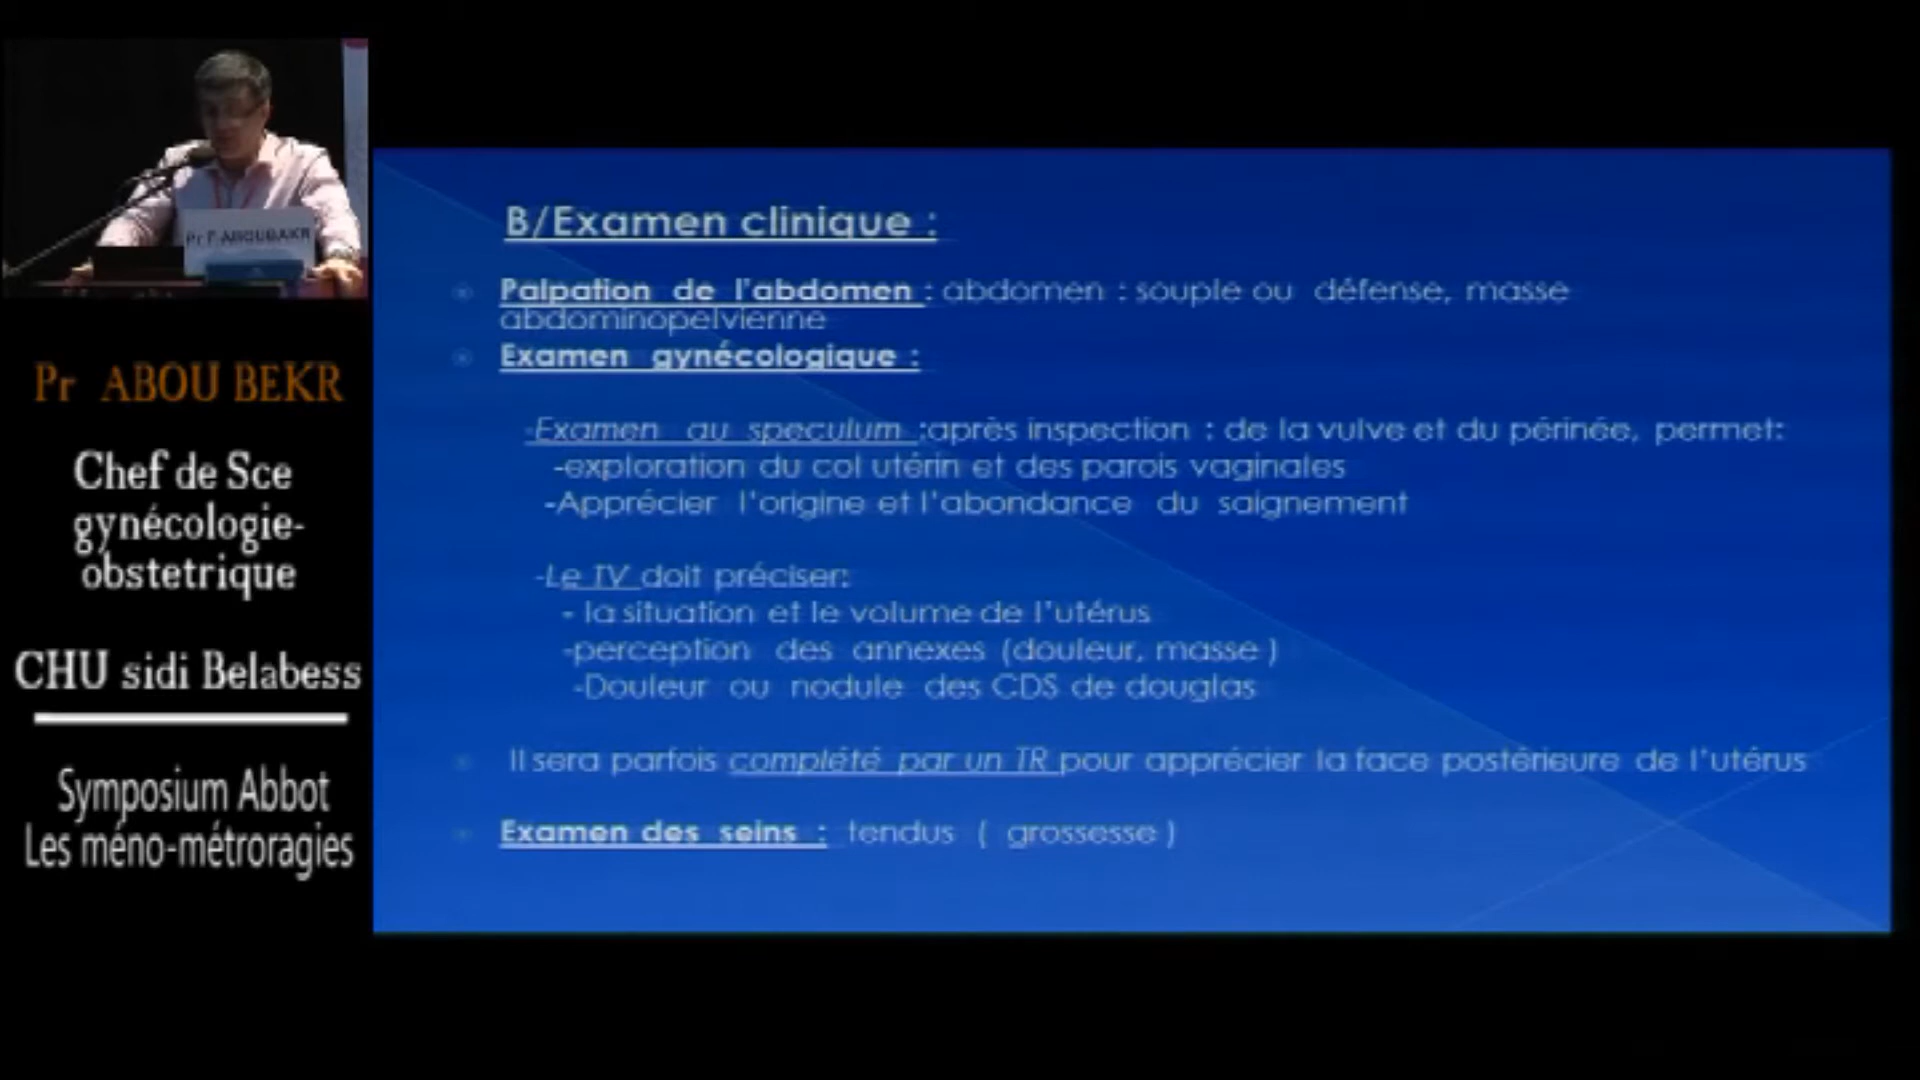 Pr F ABOUBAKR
Pr ABOU BEKR
Chef de Sce
gynécologie-
obstetrique
CHU sidi Belabess
Symposium Abbot
Les méno-métroragies
B/Examen clinique :
Palpation de l'abdomen : abdomen : souple ou défense, masse
abdominopelvienne
Examen gynécologique :
-Examen au speculum :après inspection : de la vulve et du périnée, permet:
-exploration du col utérin et des parois vaginales
-Apprécier l'origine et l'abondance du saignement
-Le TV doit préciser:
- la situation et le volume de l'utérus
-perception des annexes (douleur, masse )
-Douleur ou nodule des CDS de douglas
Il sera parfois complété par un TR pour apprécier la face postérieure de l'utérus
Examen des seins : tendus ( grossesse )